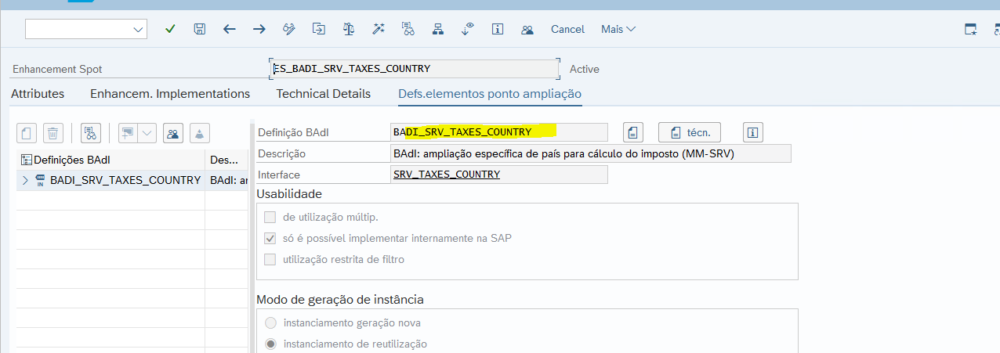 Cancel Mais
Enhancement Spot ES_BADI_SRV_TAXES_COUNTRY Active
Attributes Enhancem. Implementations Technical Details Defs.elementos ponto ampliação
Definição BAdI BADI_SRV_TAXES_COUNTRY técn.
Definições BAdI Des... Descrição BAdI: ampliação específica de país para cálculo do imposto (MM-SRV)
IN BADI_SRV_TAXES_COUNTRY BAdI: ar Interface SRV_TAXES_COUNTRY
Usabilidade
de utilização múltip.
só é possível implementar internamente na SAP
utilização restrita de filtro
Modo de geração de instância
instanciamento geração nova
instanciamento de reutilização